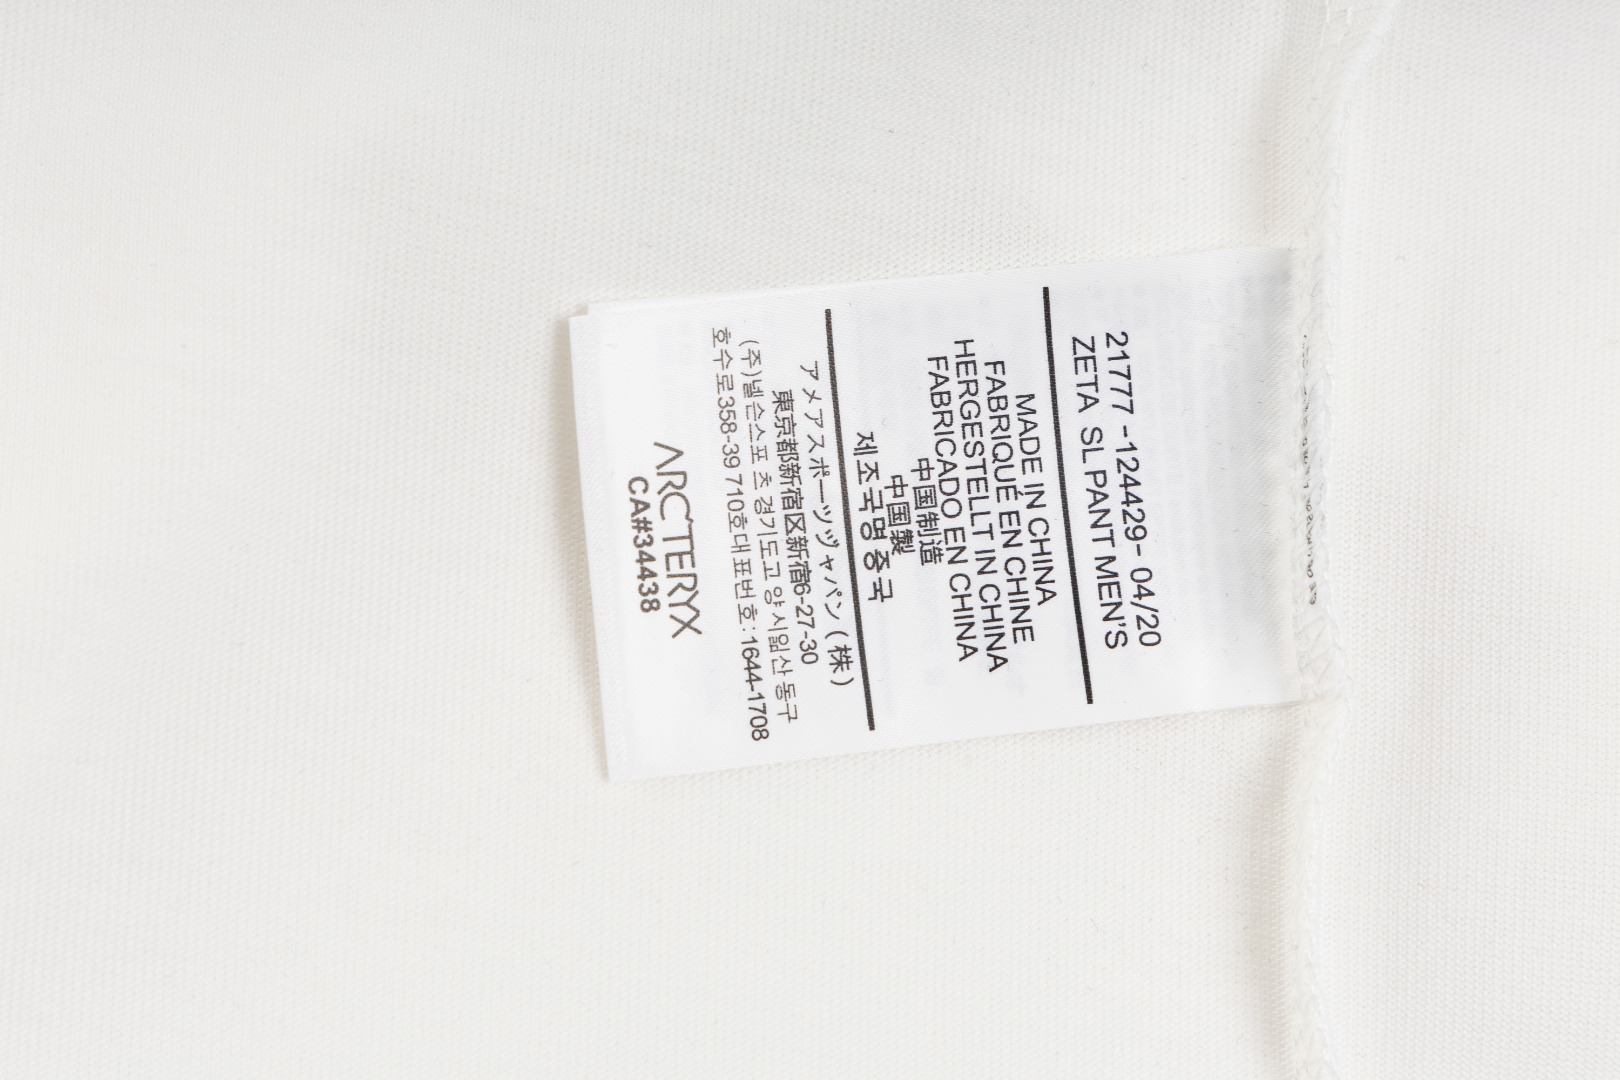 21777 -124429- 04/20
ZETA SL PANT MEN'S
MADE IN CHINA
FABRIQUÉ EN CHINE
HERGESTELLT IN CHINA
FABRICADO EN CHINA
中国制造
中国製
제조국명중국
アメアスポーツジャパン (株)
東京都新宿区新宿6-27-30
(주)넬슨스포 츠 경기도고 양시일산동구
호수로358-39 710호대표번호:1644-1708
ARC'TERYX
CA#34438